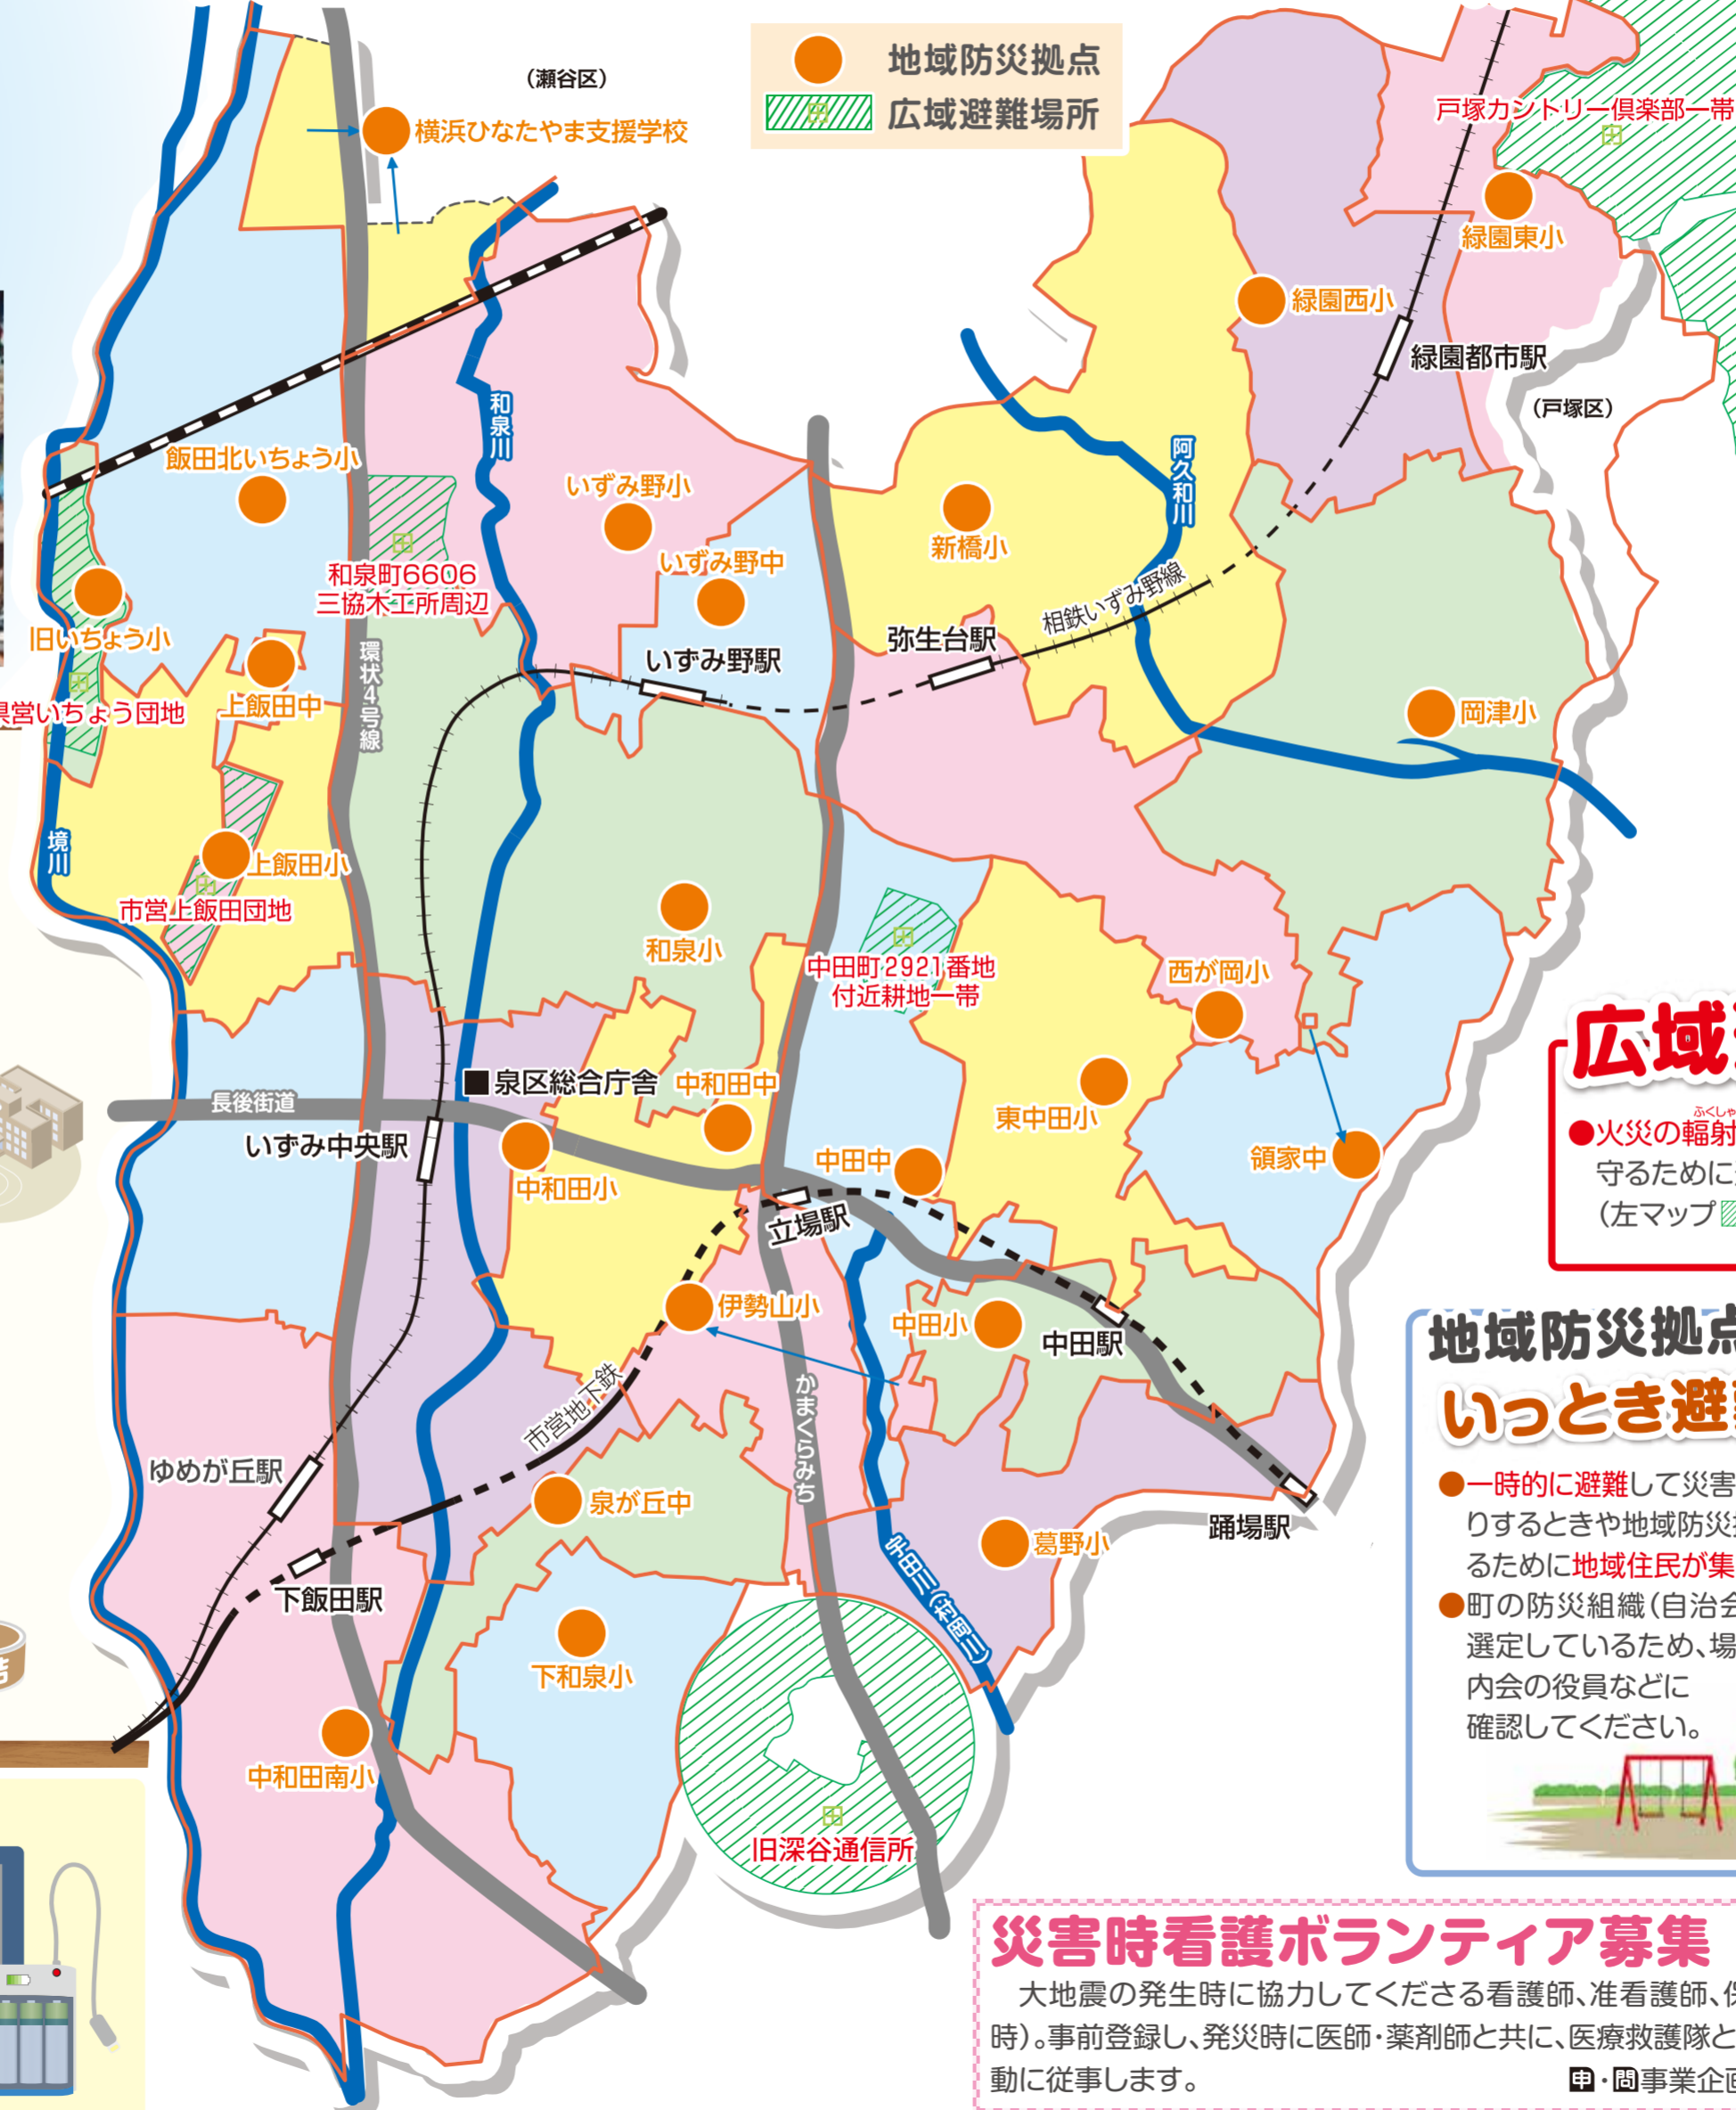 地域防災拠点
広域避難場所
（瀬谷区）
横浜ひなたやま支援学校
戸塚カントリー倶楽部一帯
緑園東小
緑園西小
緑園都市駅
（戸塚区）
和泉川
阿久和川
飯田北いちょう小
いずみ野小
新橋小
いずみ野中
和泉町6606
三協木工所周辺
相鉄いずみ野線
旧いちょう小
環状4号線
いずみ野駅
弥生台駅
県営いちょう団地
上飯田中
岡津小
境川
上飯田小
市営上飯田団地
和泉小
中田町2921番地
付近耕地一帯
西が岡小
泉区総合庁舎
中和田中
長後街道
東中田小
いずみ中央駅
中田中
領家中
中和田小
立場駅
伊勢山小
中田小
中田駅
市営地下鉄
かまくらみち
ゆめが丘駅
泉が丘中
踊場駅
葛野小
下飯田駅
宇田川（村岡川）
下和泉小
中和田南小
旧深谷通信所
広域
ふくしゃ
●火災の輻射
守るために
（左マップ
地域防災拠点
いっとき避
●一時的に避難して災害
りするときや地域防災
るために地域住民が集
●町の防災組織（自治会
選定しているため、場
内会の役員などに
確認してください。
災害時看護ボランティア募集
大地震の発生時に協力してくださる看護師、准看護師、保
時）。事前登録し、発災時に医師・薬剤師と共に、医療救護隊と
動に従事します。
申・問事業企画